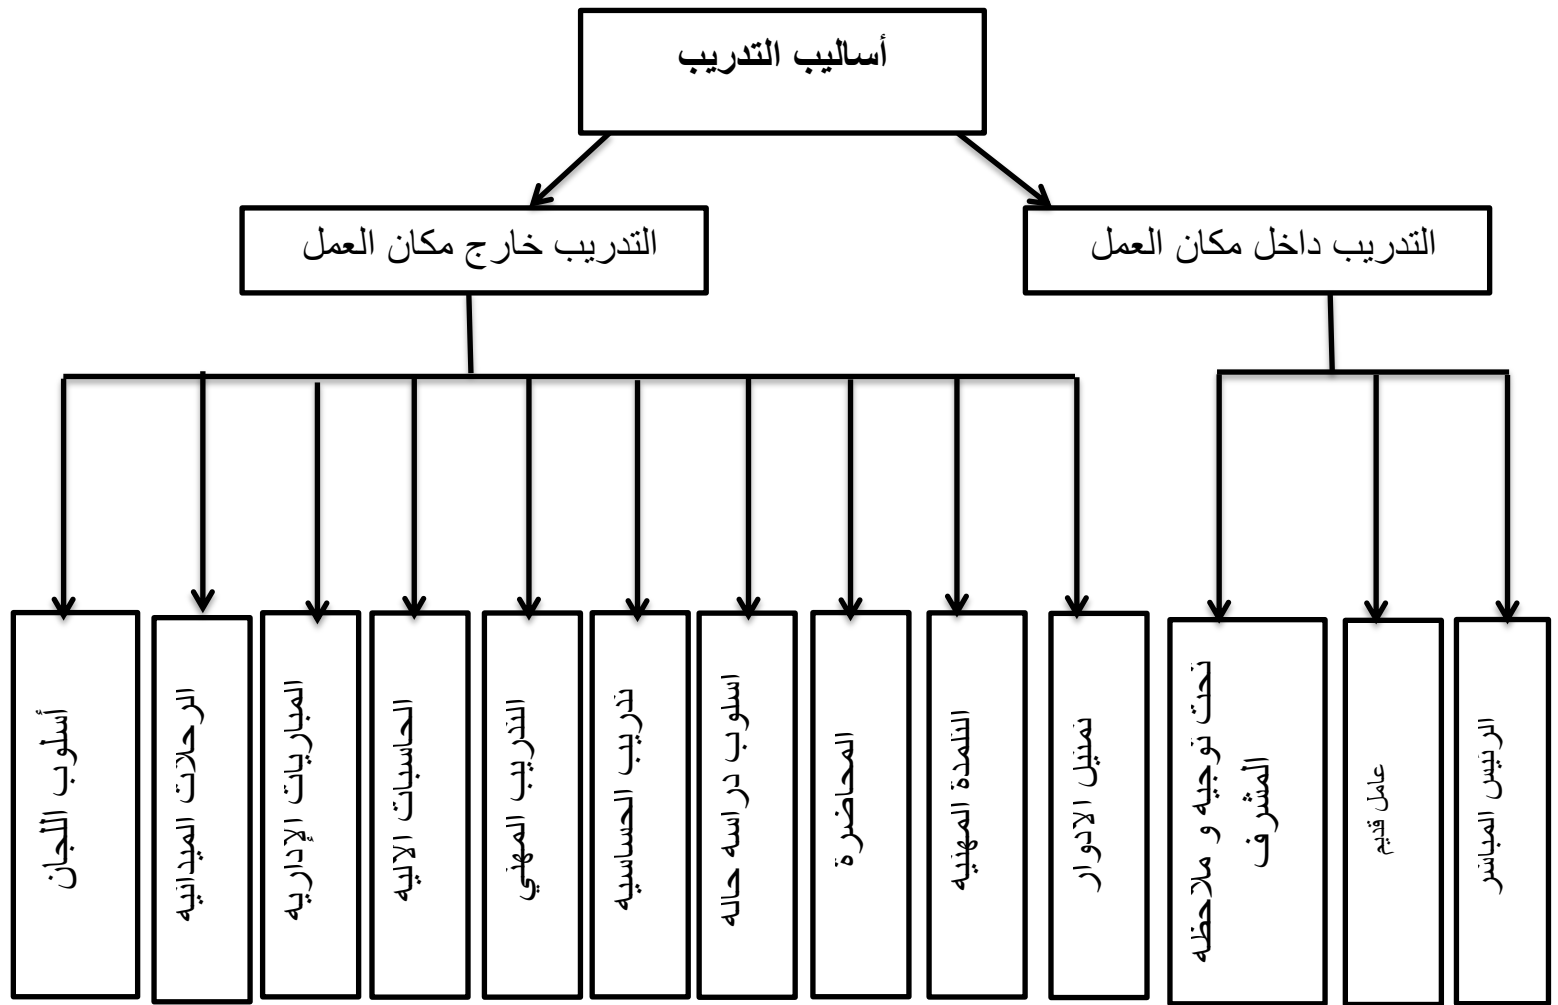 أساليب التدريب
التدريب داخل مكان العمل
التدريب خارج مكان العمل
الرئيس المباشر
عامل قديم
تحت توجيه و ملاحظه
المشرف
تمثيل الادوار
التلمذة المهنيه
المحاضرة
اسلوب دراسه حاله
تدريب الحساسيه
التدريب المهني
الحاسبات الاليه
المباريات الإداريه
الرحلات الميدانيه
أسلوب اللجان